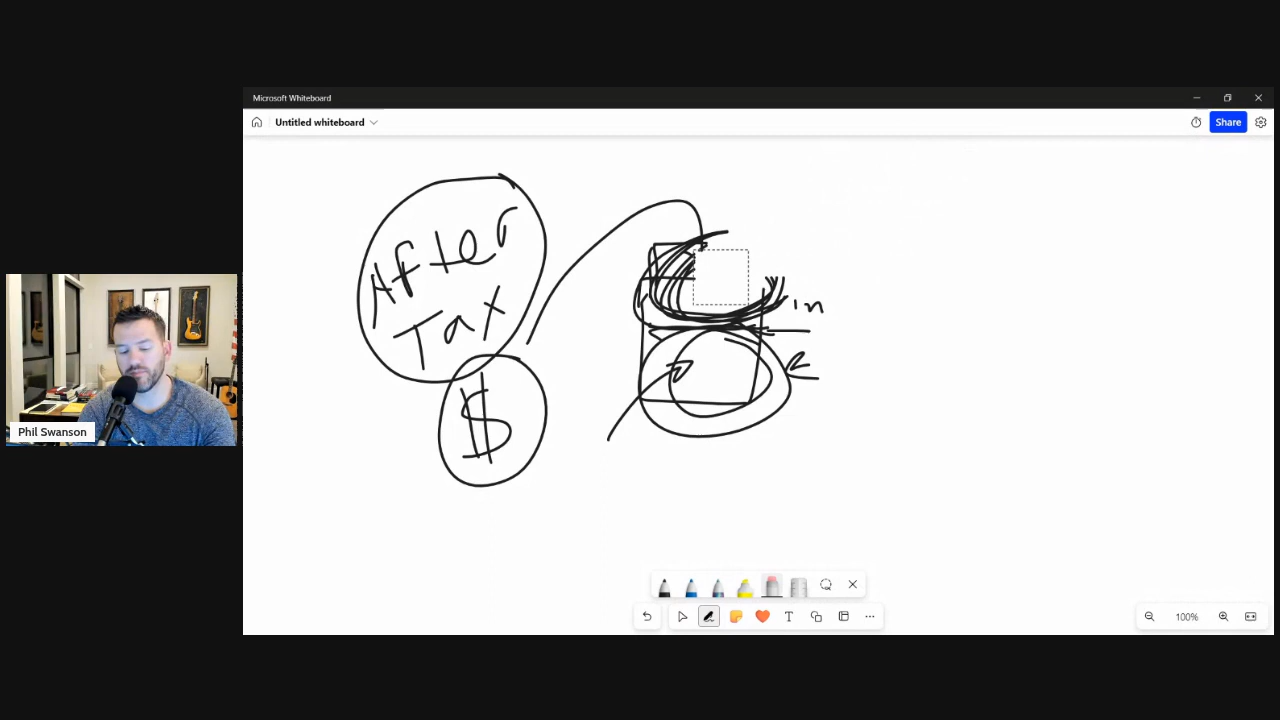 Microsoft Whiteboard
Untitled whiteboard
Share
After
Tax
$
in
Phil Swanson
T
100%